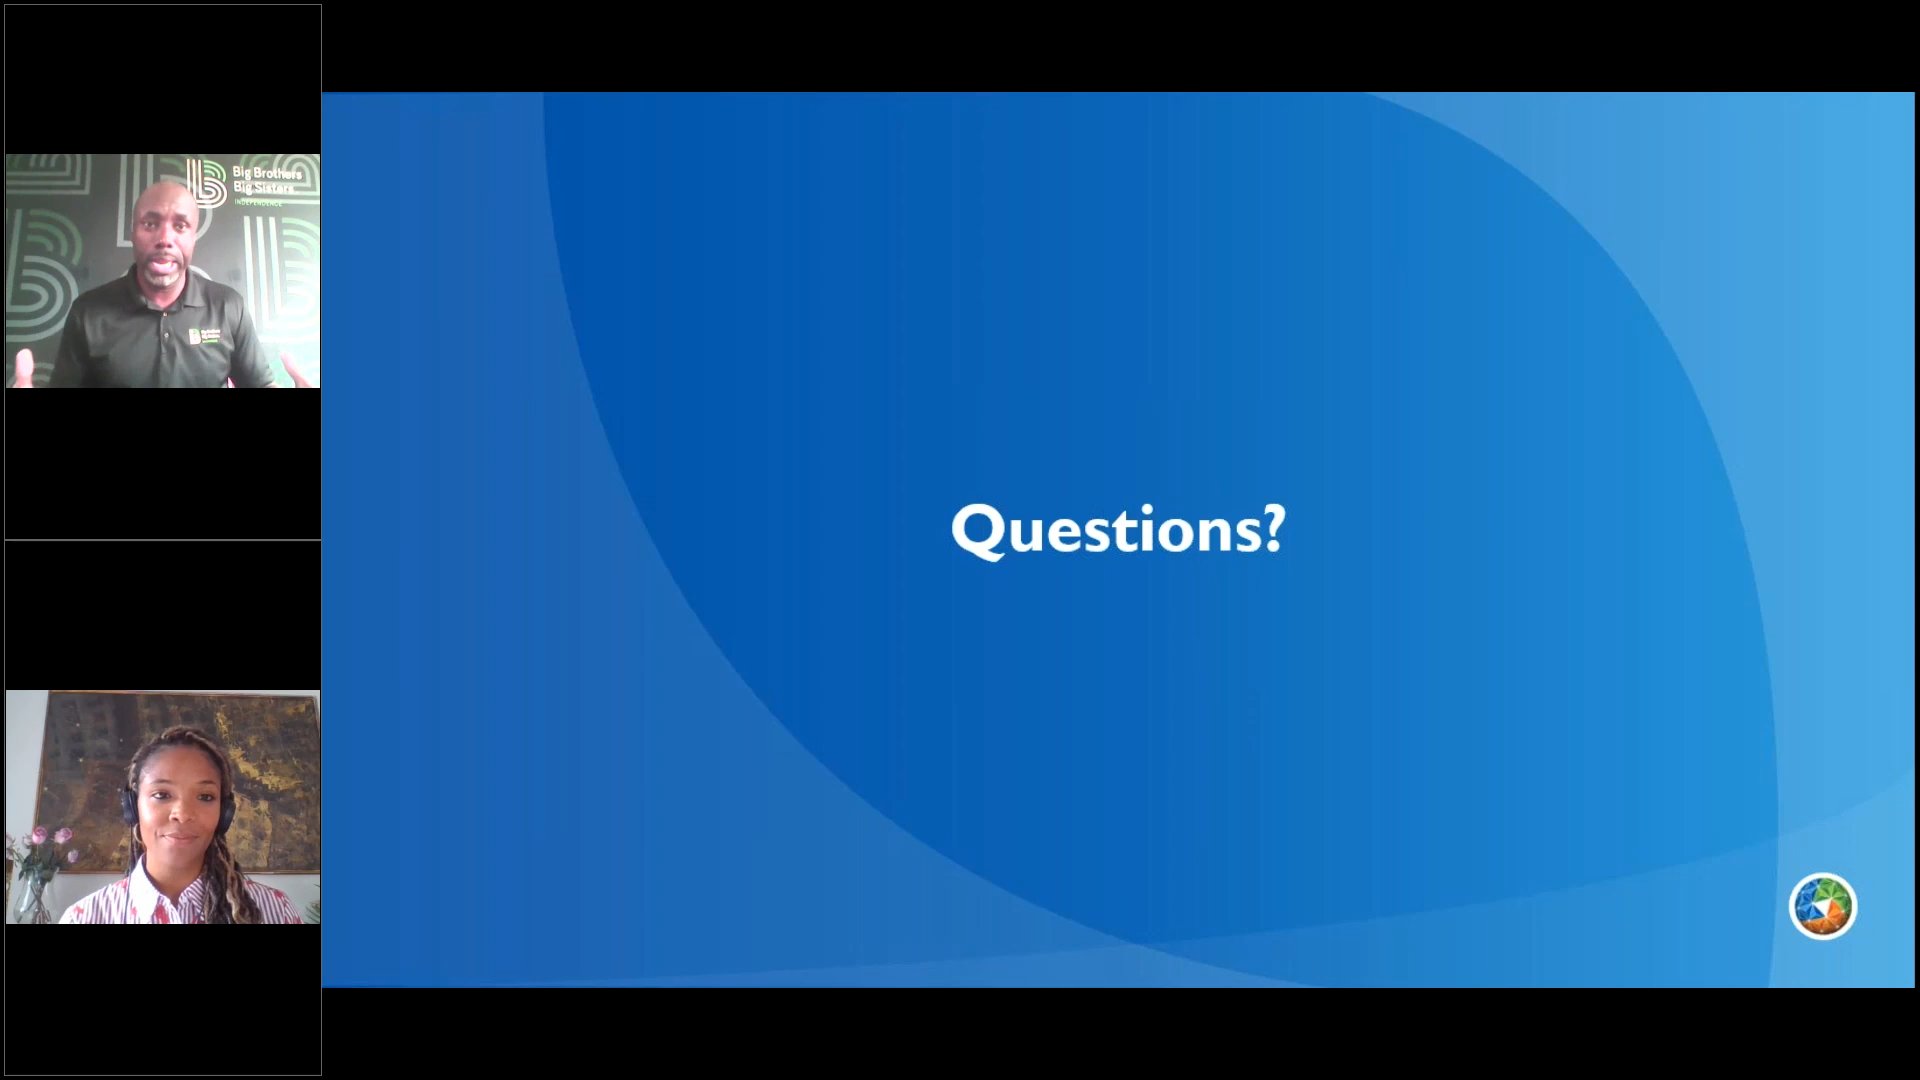 Big Brothers
Big Sisters
INDEPENDENCE
Questions?